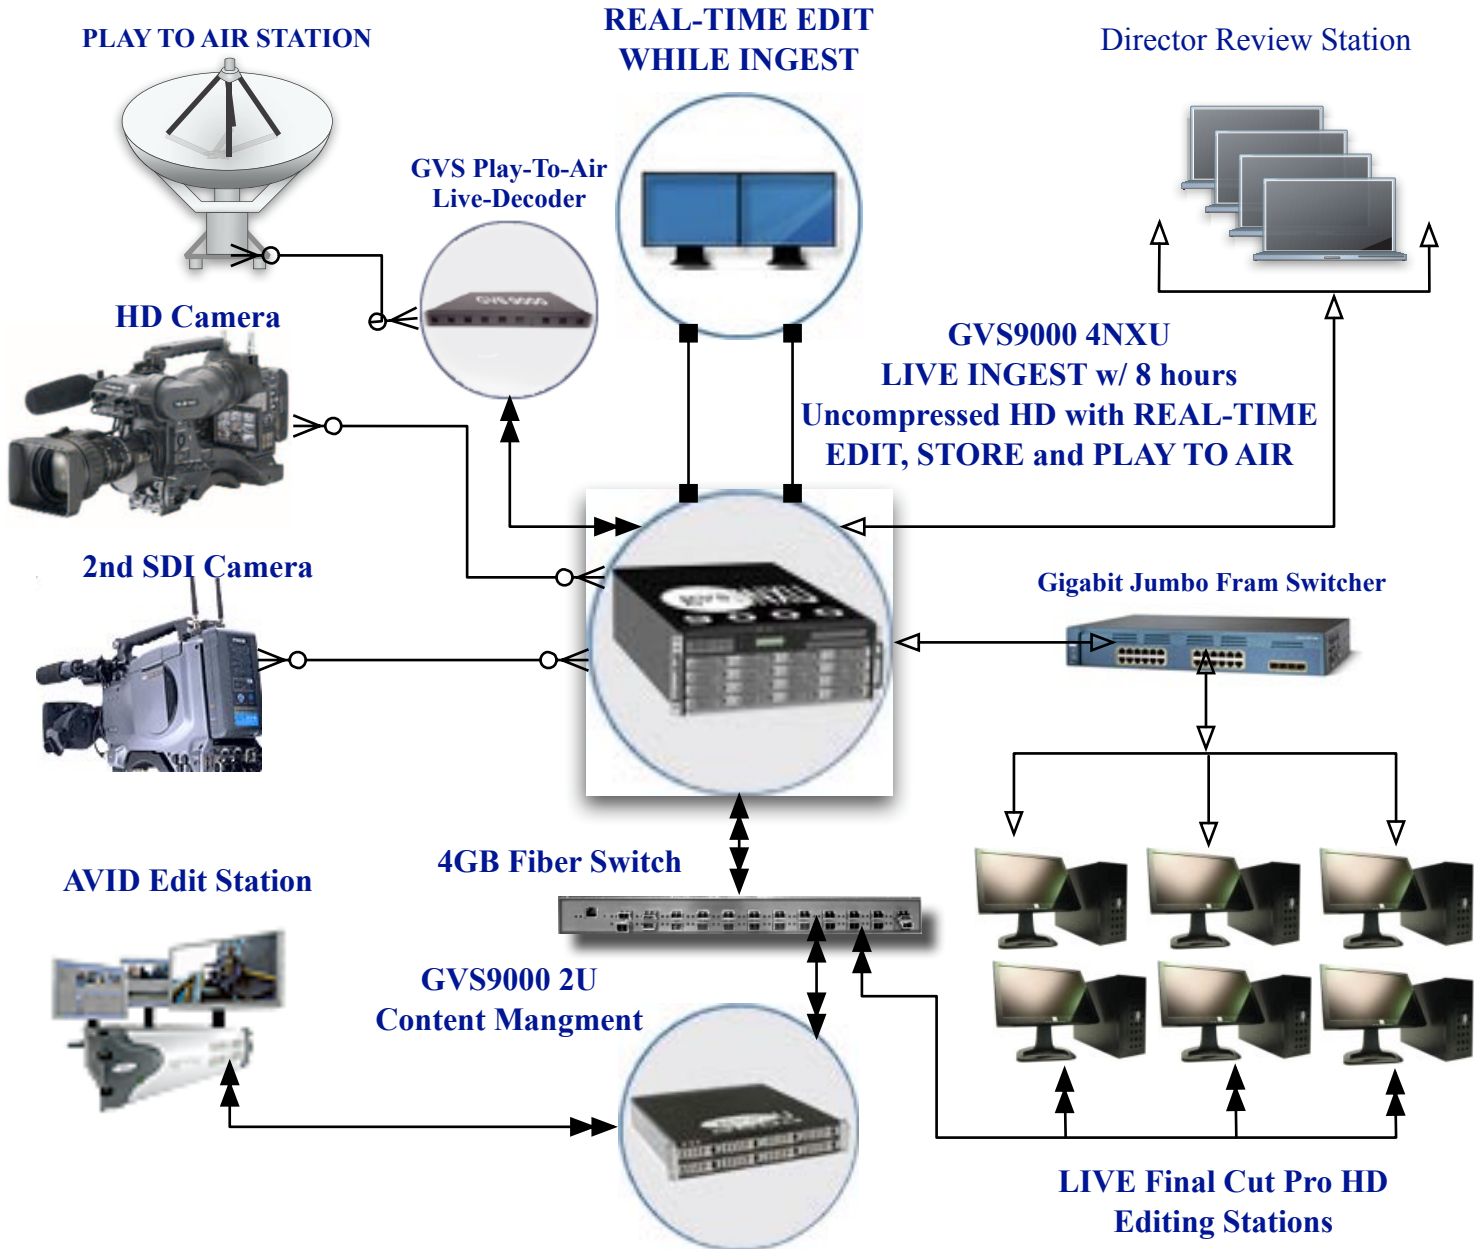 REAL-TIME EDIT
WHILE INGEST
PLAY TO AIR STATION
Director Review Station
GVS Play-To-Air
Live-Decoder
GVS 9000
HD Camera
GVS9000 4NXU
LIVE INGEST w/ 8 hours
Uncompressed HD with REAL-TIME
EDIT, STORE and PLAY TO AIR
2nd SDI Camera
Gigabit Jumbo Fram Switcher
4GB Fiber Switch
AVID Edit Station
GVS9000 2U
Content Mangment
LIVE Final Cut Pro HD
Editing Stations